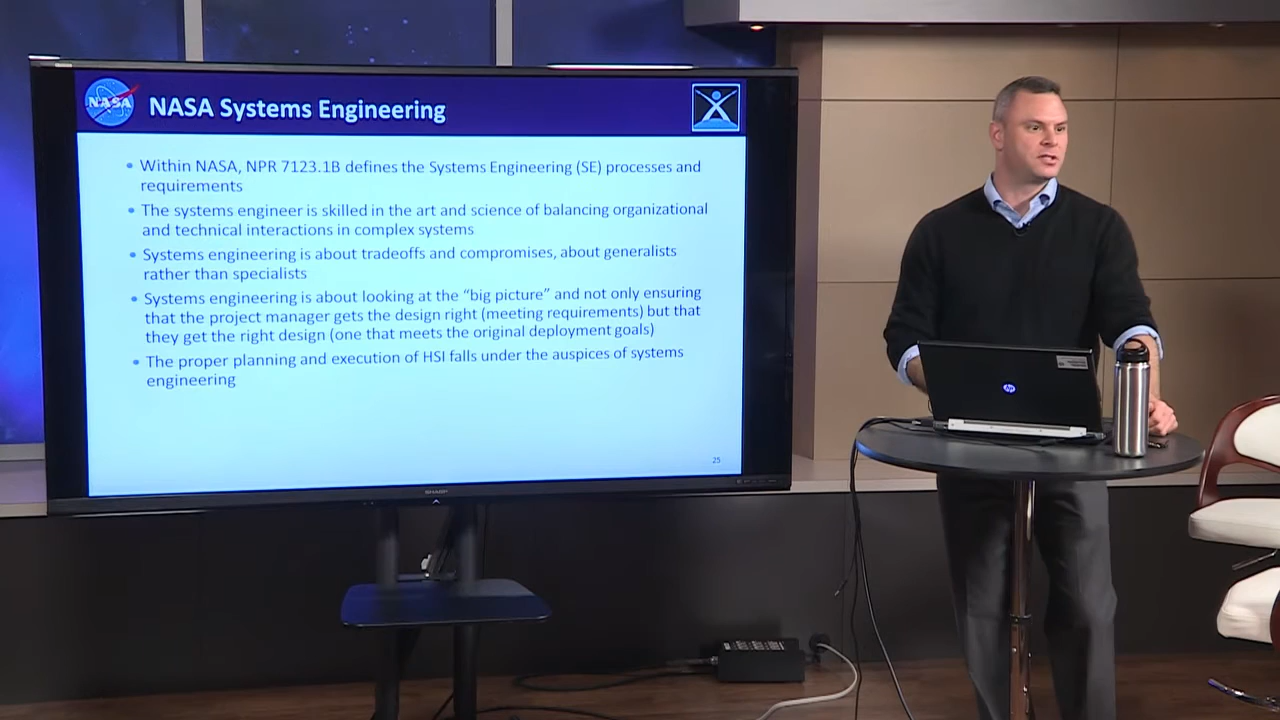 NASA
NASA Systems Engineering
• Within NASA, NPR 7123.1B defines the Systems Engineering (SE) processes and
requirements
• The systems engineer is skilled in the art and science of balancing organizational
and technical interactions in complex systems
• Systems engineering is about tradeoffs and compromises, about generalists
rather than specialists
• Systems engineering is about looking at the “big picture” and not only ensuring
that the project manager gets the design right (meeting requirements) but that
they get the right design (one that meets the original deployment goals)
• The proper planning and execution of HSI falls under the auspices of systems
engineering
25
SHARP
hp